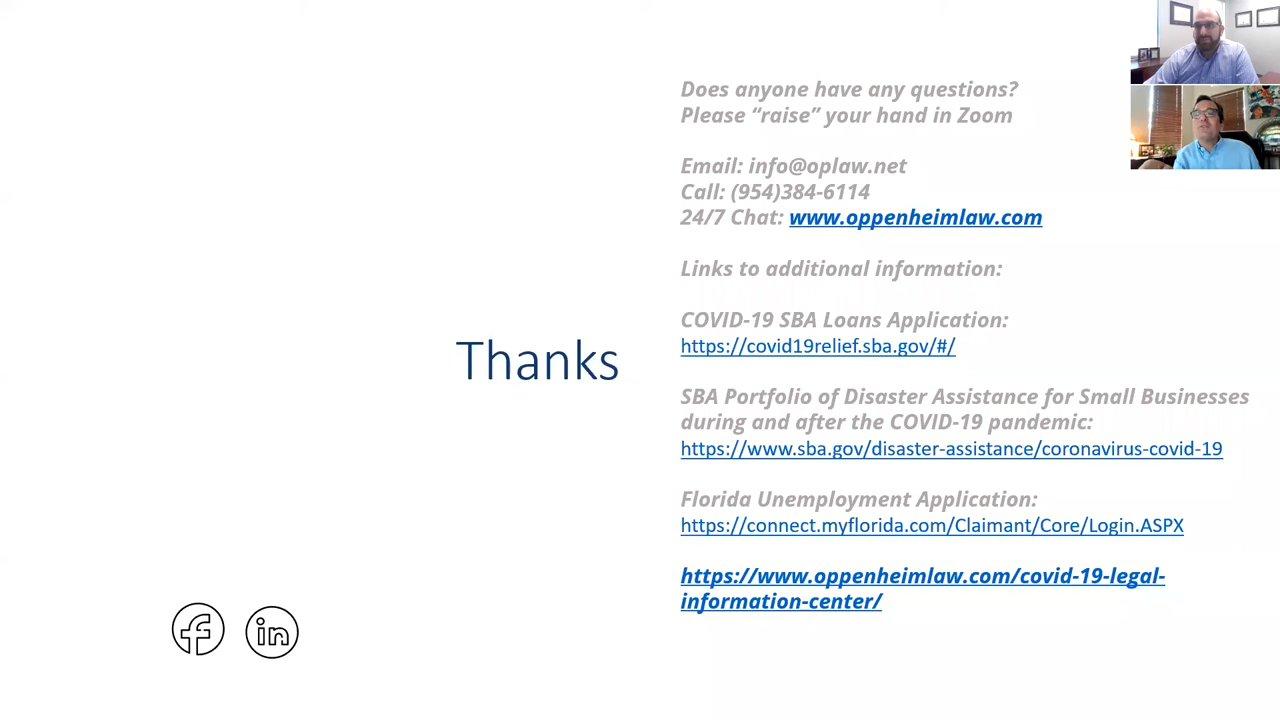 Does anyone have any questions?
Please “raise” your hand in Zoom
Email: info@oplaw.net
Call: (954)384-6114
24/7 Chat: www.oppenheimlaw.com
Links to additional information:
COVID-19 SBA Loans Application:
https://covid19relief.sba.gov/#/
Thanks
SBA Portfolio of Disaster Assistance for Small Businesses
during and after the COVID-19 pandemic:
https://www.sba.gov/disaster-assistance/coronavirus-covid-19
Florida Unemployment Application:
https://connect.myflorida.com/Claimant/Core/Login.ASPX
https://www.oppenheimlaw.com/covid-19-legal-
information-center/
f
in